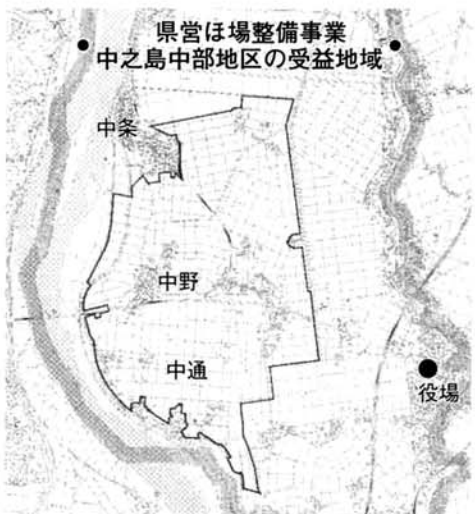 県営ほ場整備事業
中之島中部地区の受益地域
中条
中野
中通
役場